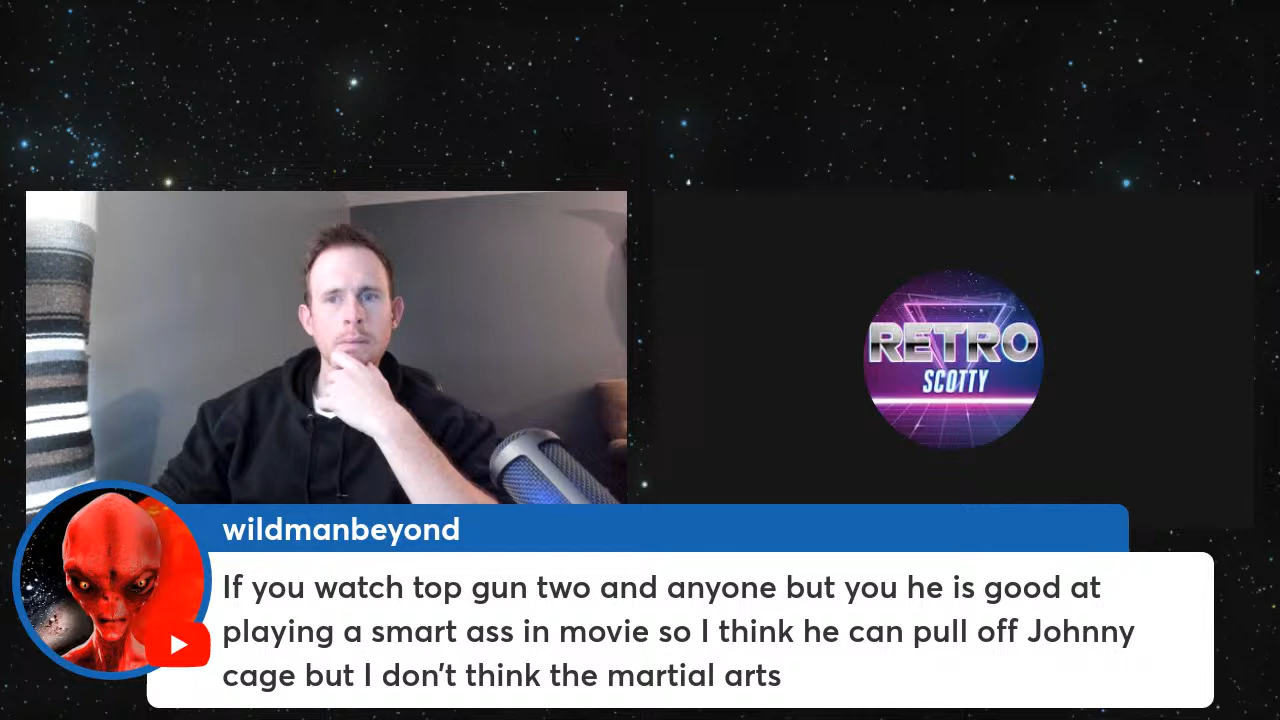 RETRO
SCOTTY
wildmanbeyond
If you watch top gun two and anyone but you he is good at
playing a smart ass in movie so I think he can pull off Johnny
cage but I don't think the martial arts